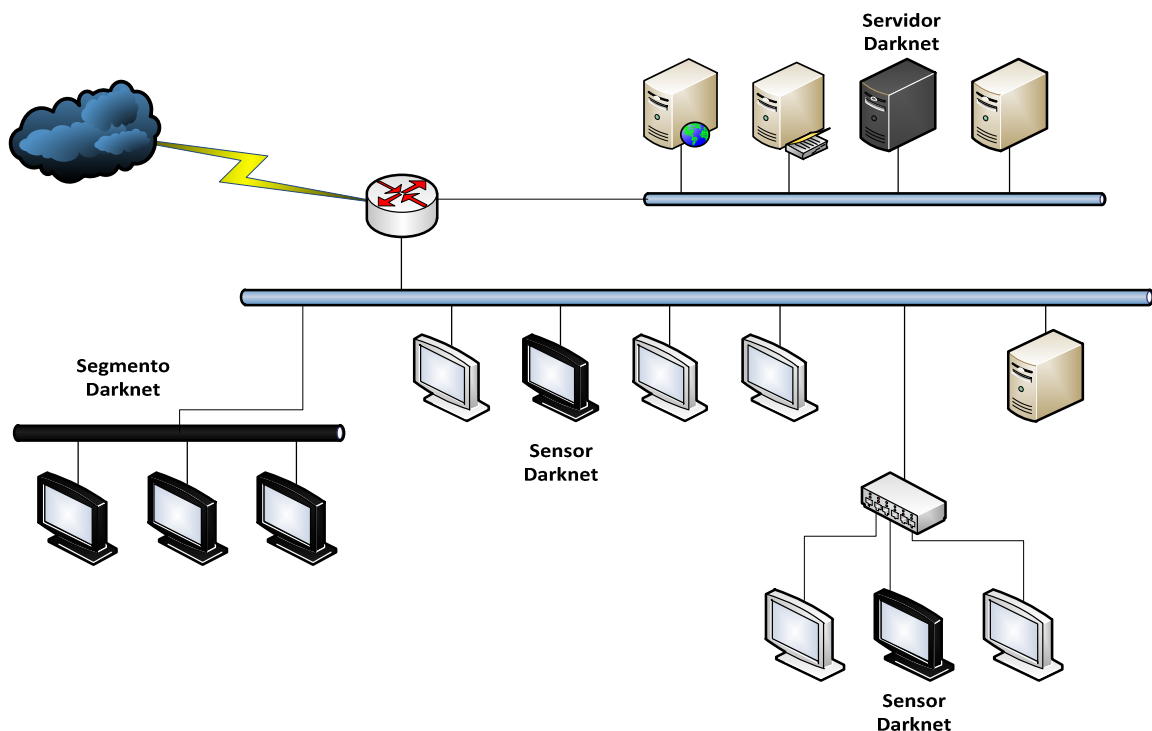 Servidor
Darknet
Segmento
Darknet
Sensor
Darknet
Sensor
Darknet